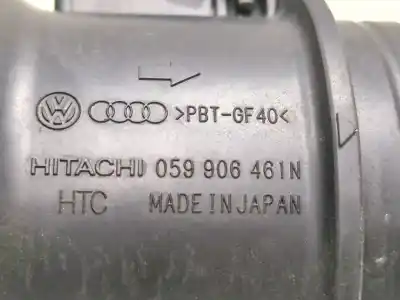 >PBT-GF40<
HITACHI 059 906 461N
HTC MADE IN JAPAN